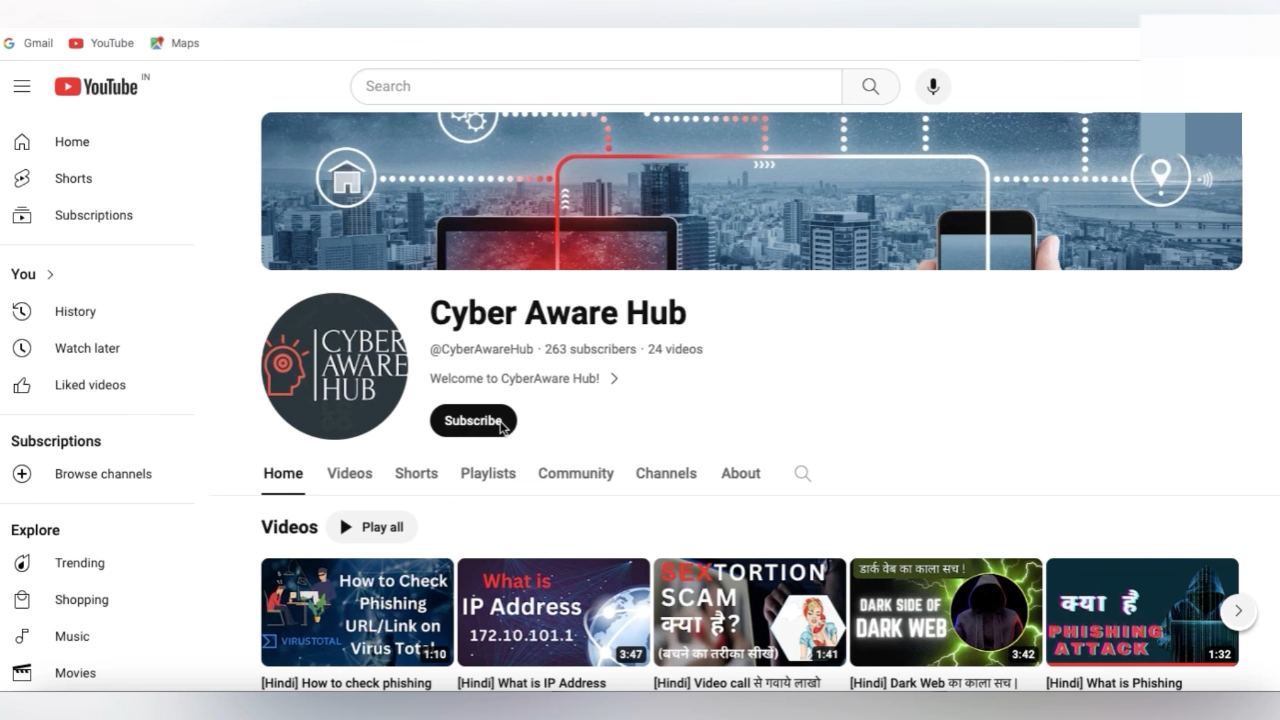 Gmail YouTube Maps
YouTube IN
Search
Home
Shorts
Subscriptions
You
History
Watch later
Liked videos
Subscriptions
Browse channels
Explore
Trending
Shopping
Music
Movies
CYBER
AWARE
HUB
Cyber Aware Hub
@CyberAwareHub · 263 subscribers · 24 videos
Welcome to CyberAware Hub!
Subscribe
Home Videos Shorts Playlists Community Channels About
Videos Play all
How to Check
Phishing
URL/Link on
VIRUSTOTAL
1:10
What is
IP Address
172.10.101.1
3:47
SEXTORTION
SCAM
क्या है?
(बचने का तरीका सीखें)
1:41
डार्क वेब का काला सच !
DARK SIDE OF
DARK WEB
3:42
क्या है
PHISHING
ATTACK
1:32
[Hindi] How to check phishing
[Hindi] What is IP Address
[Hindi] Video call से गवाये लाखो
[Hindi] Dark Web का काला सच |
[Hindi] What is Phishing